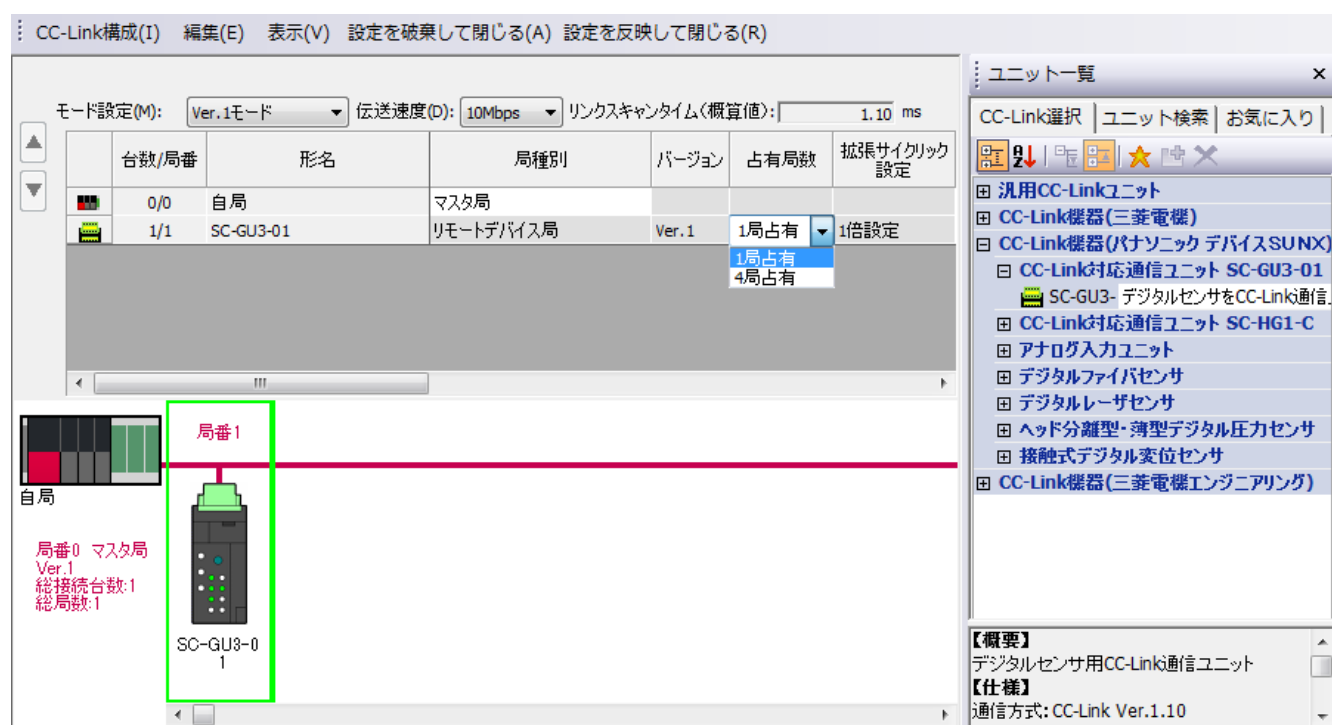 CC-Link構成(I) 編集(E) 表示(V) 設定を破棄して閉じる(A) 設定を反映して閉じる(R)
モード設定(M): Ver.1モード 伝送速度(D): 10Mbps リンクスキャンタイム(概算値): 1.10 ms
台数/局番 形名 局種別 バージョン 占有局数 拡張サイクリック
設定
0/0 自局 マスタ局
1/1 SC-GU3-01 リモートデバイス局 Ver.1 1局占有 1倍設定
1局占有
4局占有
局番1
自局
局番0 マスタ局
Ver.1
総接続台数:1
総局数:1
SC-GU3-0
1
ユニット一覧 ×
CC-Link選択 ユニット検索 お気に入り
汎用CC-Linkユニット
CC-Link機器(三菱電機)
CC-Link機器(パナソニック デバイスSUNX)
CC-Link対応通信ユニット SC-GU3-01
SC-GU3- デジタルセンサをCC-Link通信
CC-Link対応通信ユニット SC-HG1-C
アナログ入力ユニット
デジタルファイバセンサ
デジタルレーザセンサ
ヘッド分離型・薄型デジタル圧力センサ
接触式デジタル変位センサ
CC-Link機器(三菱電機エンジニアリング)
【概要】
デジタルセンサ用CC-Link通信ユニット
【仕様】
通信方式: CC-Link Ver.1.10